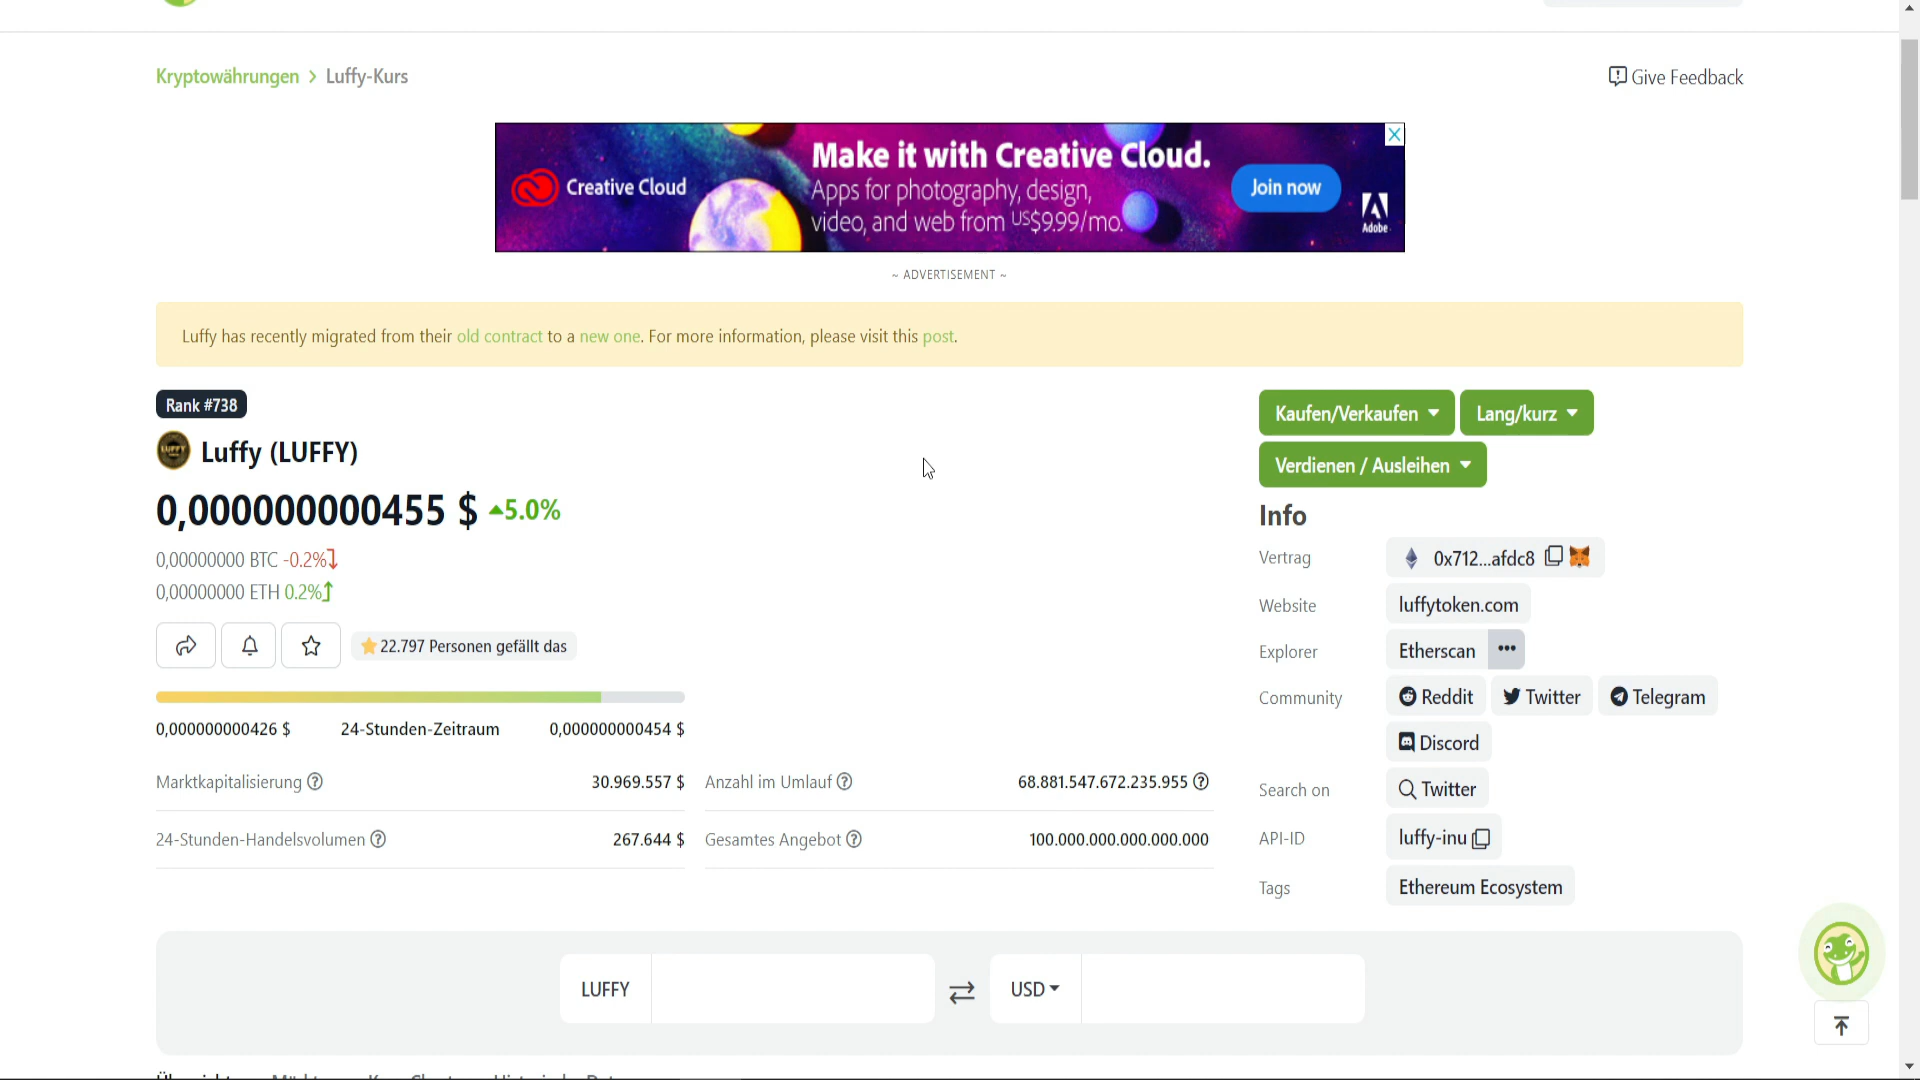 Kryptowährungen > Luffy-Kurs
Give Feedback
Creative Cloud
Make it with Creative Cloud.
Apps for photography, design,
video, and web from US$9.99/mo.
Join now
Adobe
~ ADVERTISEMENT ~
Luffy has recently migrated from their old contract to a new one. For more information, please visit this post.
Rank #738
Luffy (LUFFY)
0,000000000455 $ 5.0%
0,00000000 BTC -0.2%
0,00000000 ETH 0.2%
22.797 Personen gefällt das
0,000000000426 $ 24-Stunden-Zeitraum 0,000000000454 $
Marktkapitalisierung 30.969.557 $
24-Stunden-Handelsvolumen 267.644 $
Anzahl im Umlauf 68.881.547.672.235.955
Gesamtes Angebot 100.000.000.000.000.000
Kaufen/Verkaufen Lang/kurz
Verdienen / Ausleihen
Info
Vertrag 0x712...afdc8
Website luffytoken.com
Explorer Etherscan •••
Community Reddit Twitter Telegram
Discord
Search on Twitter
API-ID luffy-inu
Tags Ethereum Ecosystem
LUFFY USD